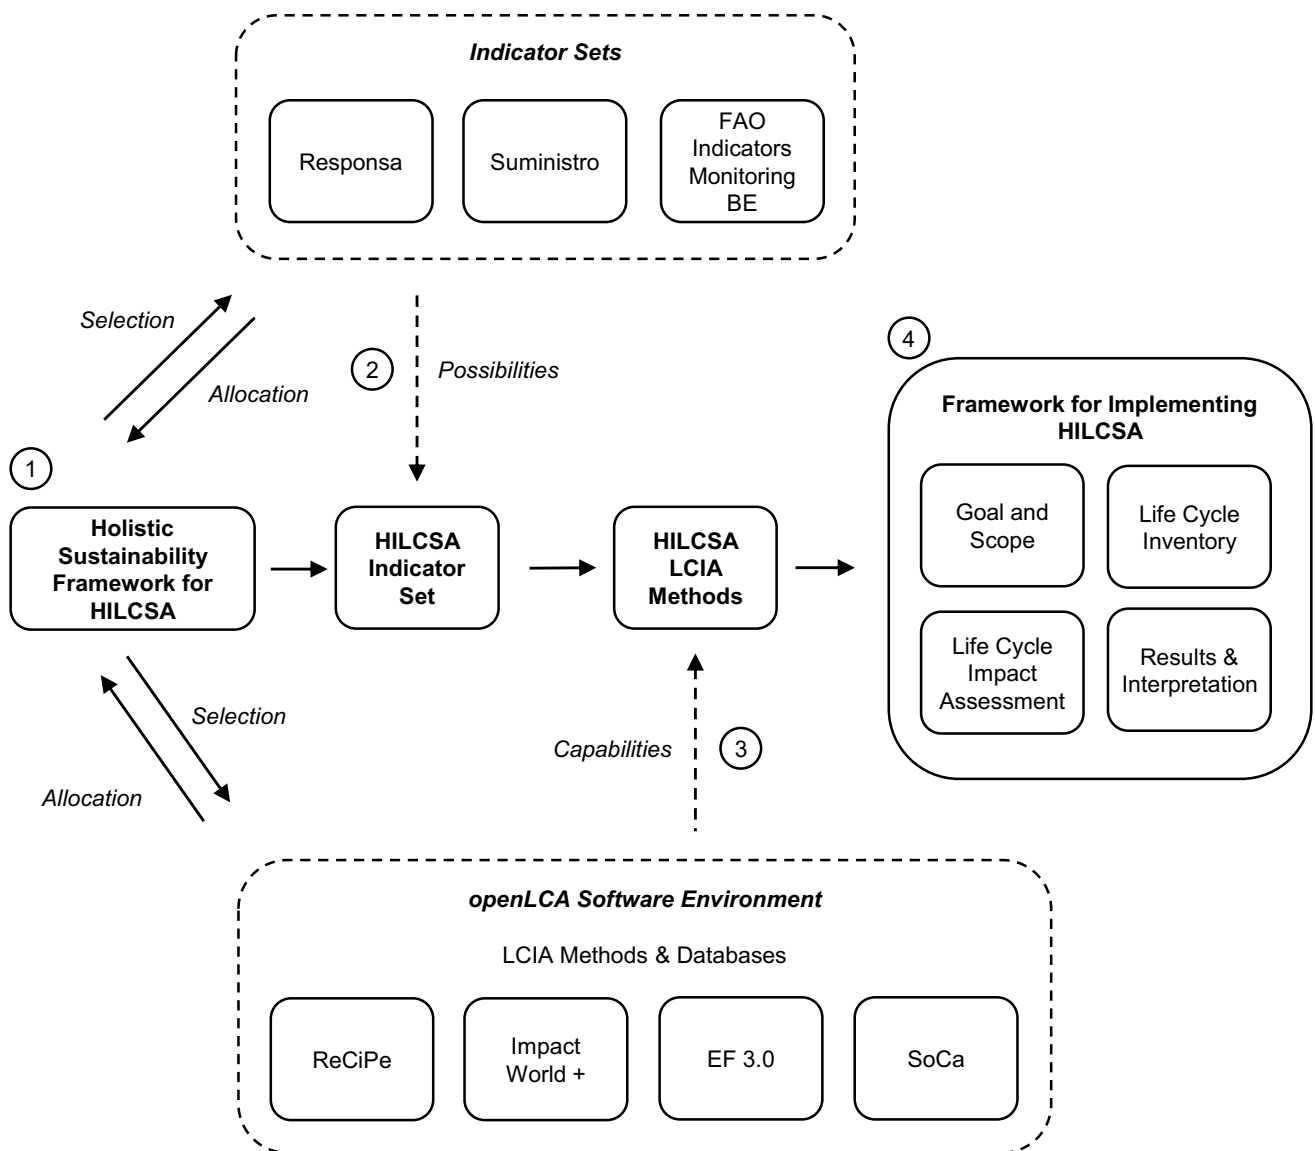 Indicator Sets
Responsa
Suministro
FAO
Indicators
Monitoring
BE
Selection
Allocation
2
Possibilities
4
Framework for Implementing
HILCSA
Goal and
Scope
Life Cycle
Inventory
Life Cycle
Impact
Assessment
Results &
Interpretation
1
Holistic
Sustainability
Framework for
HILCSA
HILCSA
Indicator
Set
HILCSA
LCIA
Methods
Selection
Allocation
Capabilities
3
openLCA Software Environment
LCIA Methods & Databases
ReCiPe
Impact
World +
EF 3.0
SoCa